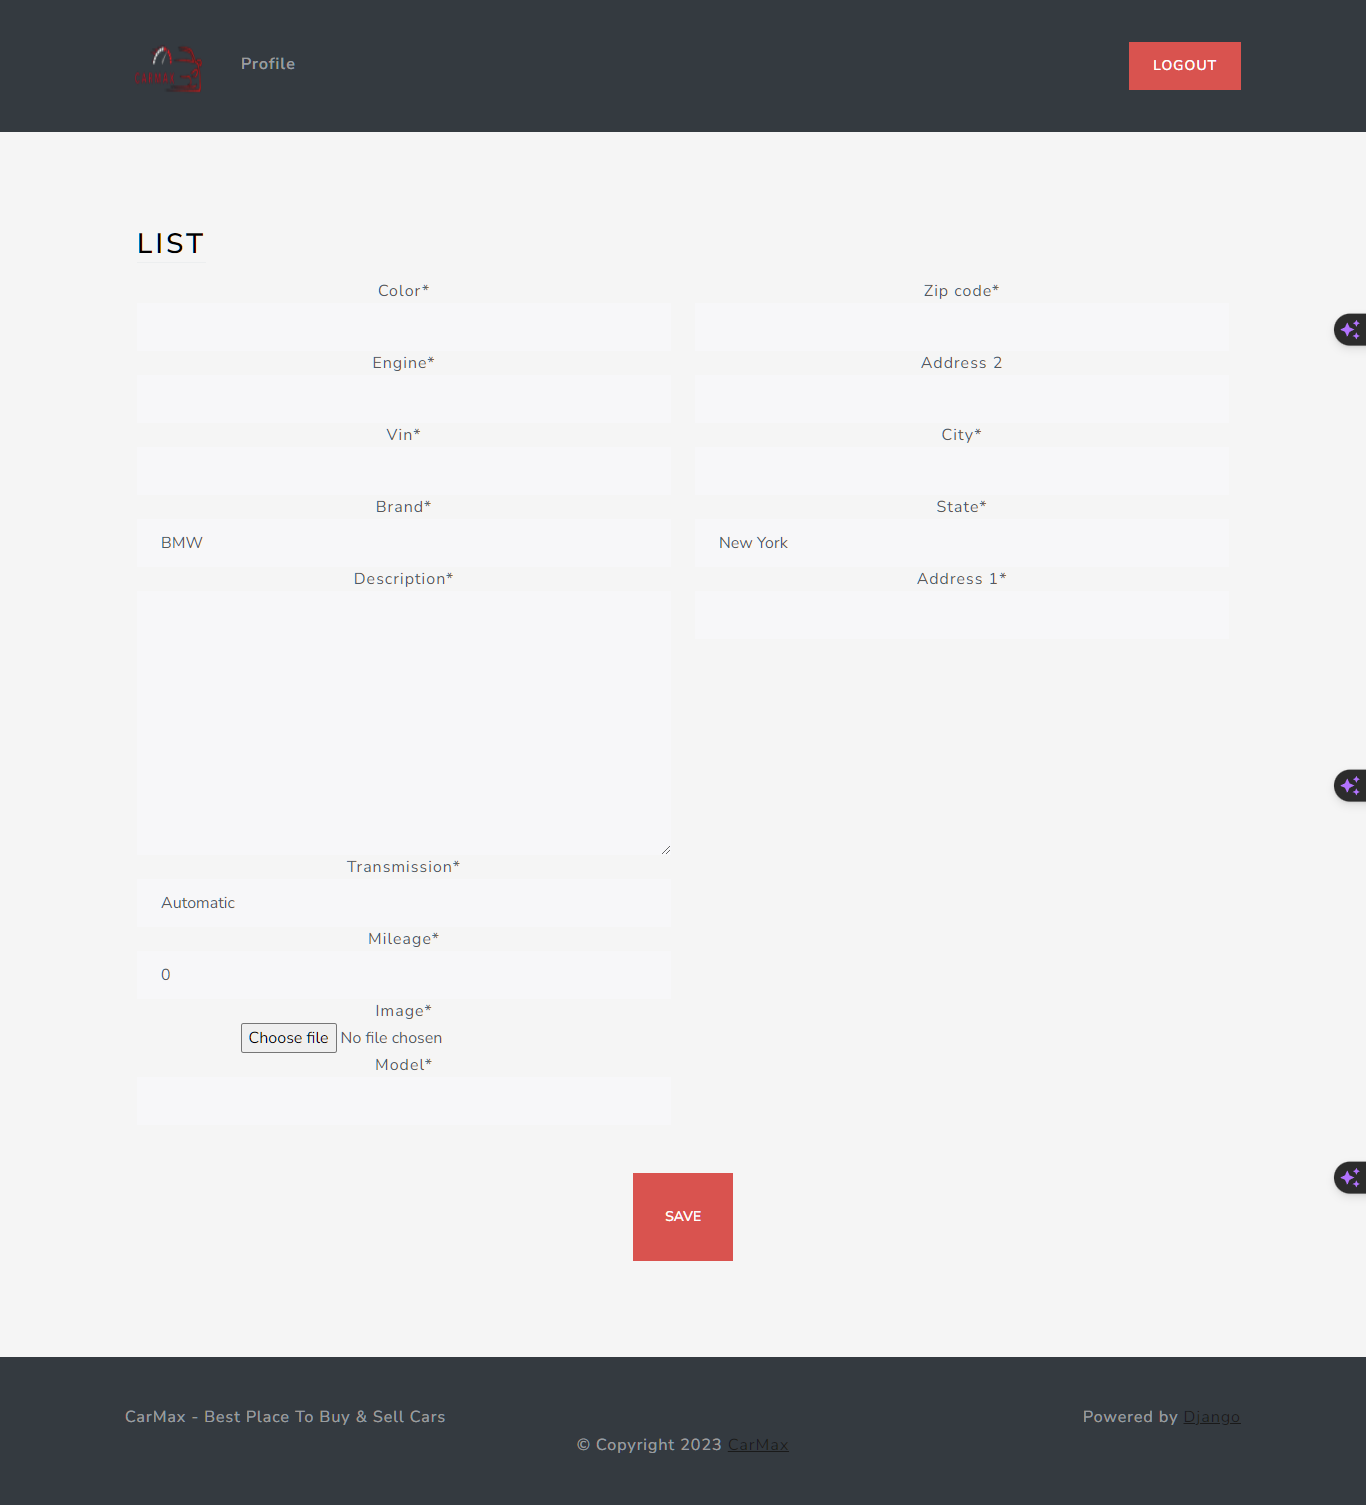 Profile
LOGOUT
LIST
Color*
Engine*
Vin*
Brand*
BMW
Description*
Transmission*
Automatic
Mileage*
0
Image*
Choose file No file chosen
Model*
Zip code*
Address 2
City*
State*
New York
Address 1*
SAVE
CarMax - Best Place To Buy & Sell Cars
Powered by Django
© Copyright 2023 CarMax